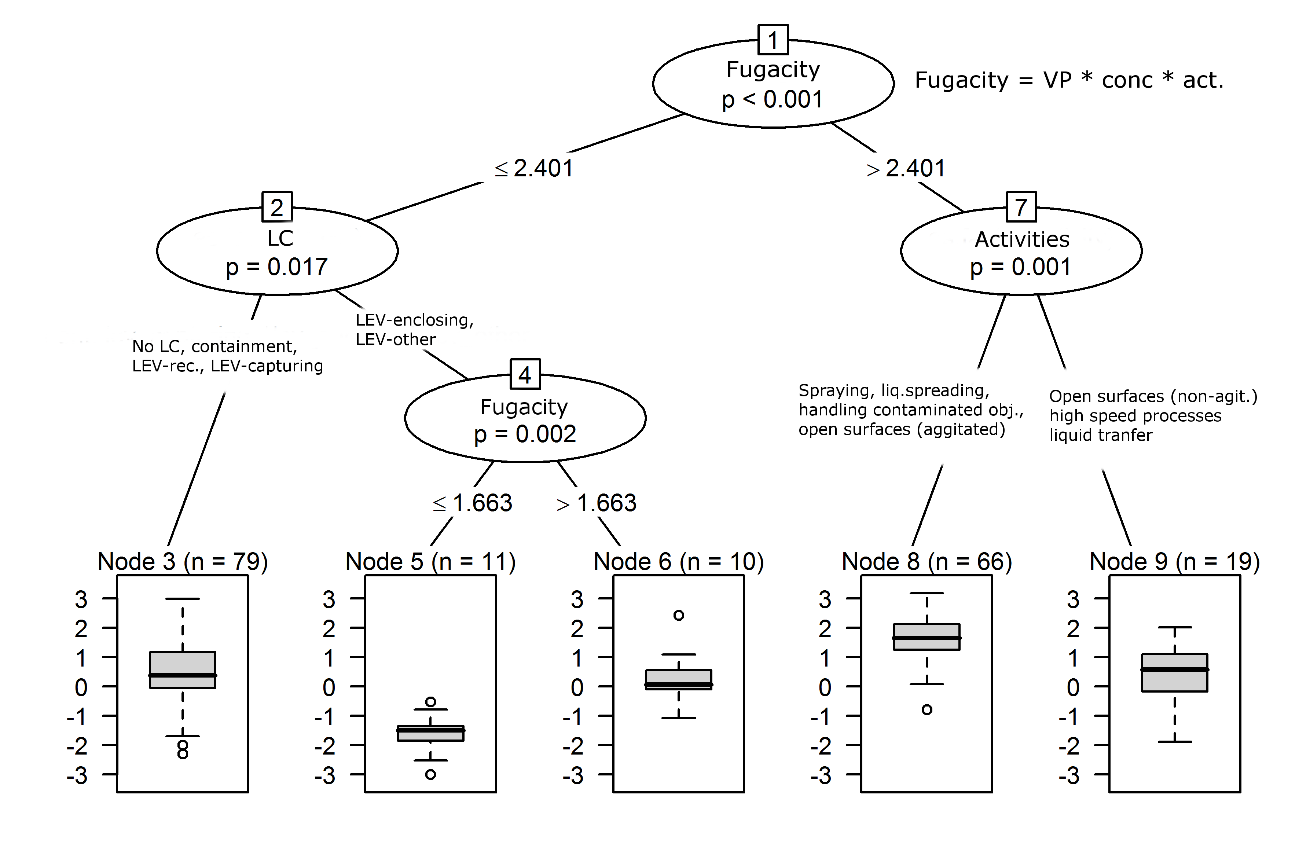 1
Fugacity
p < 0.001
Fugacity = VP * conc * act.
≤ 2.401
> 2.401
2
LC
p = 0.017
7
Activities
p = 0.001
No LC, containment,
LEV-rec., LEV-capturing
LEV-enclosing,
LEV-other
4
Fugacity
p = 0.002
Spraying, liq.spreading,
handling contaminated obj.,
open surfaces (aggitated)
Open surfaces (non-agit.)
high speed processes
liquid tranfer
≤ 1.663
> 1.663
Node 3 (n = 79)
3
2
1
0
-1
-2
-3
Node 5 (n = 11)
3
2
1
0
-1
-2
-3
Node 6 (n = 10)
3
2
1
0
-1
-2
-3
Node 8 (n = 66)
3
2
1
0
-1
-2
-3
Node 9 (n = 19)
3
2
1
0
-1
-2
-3